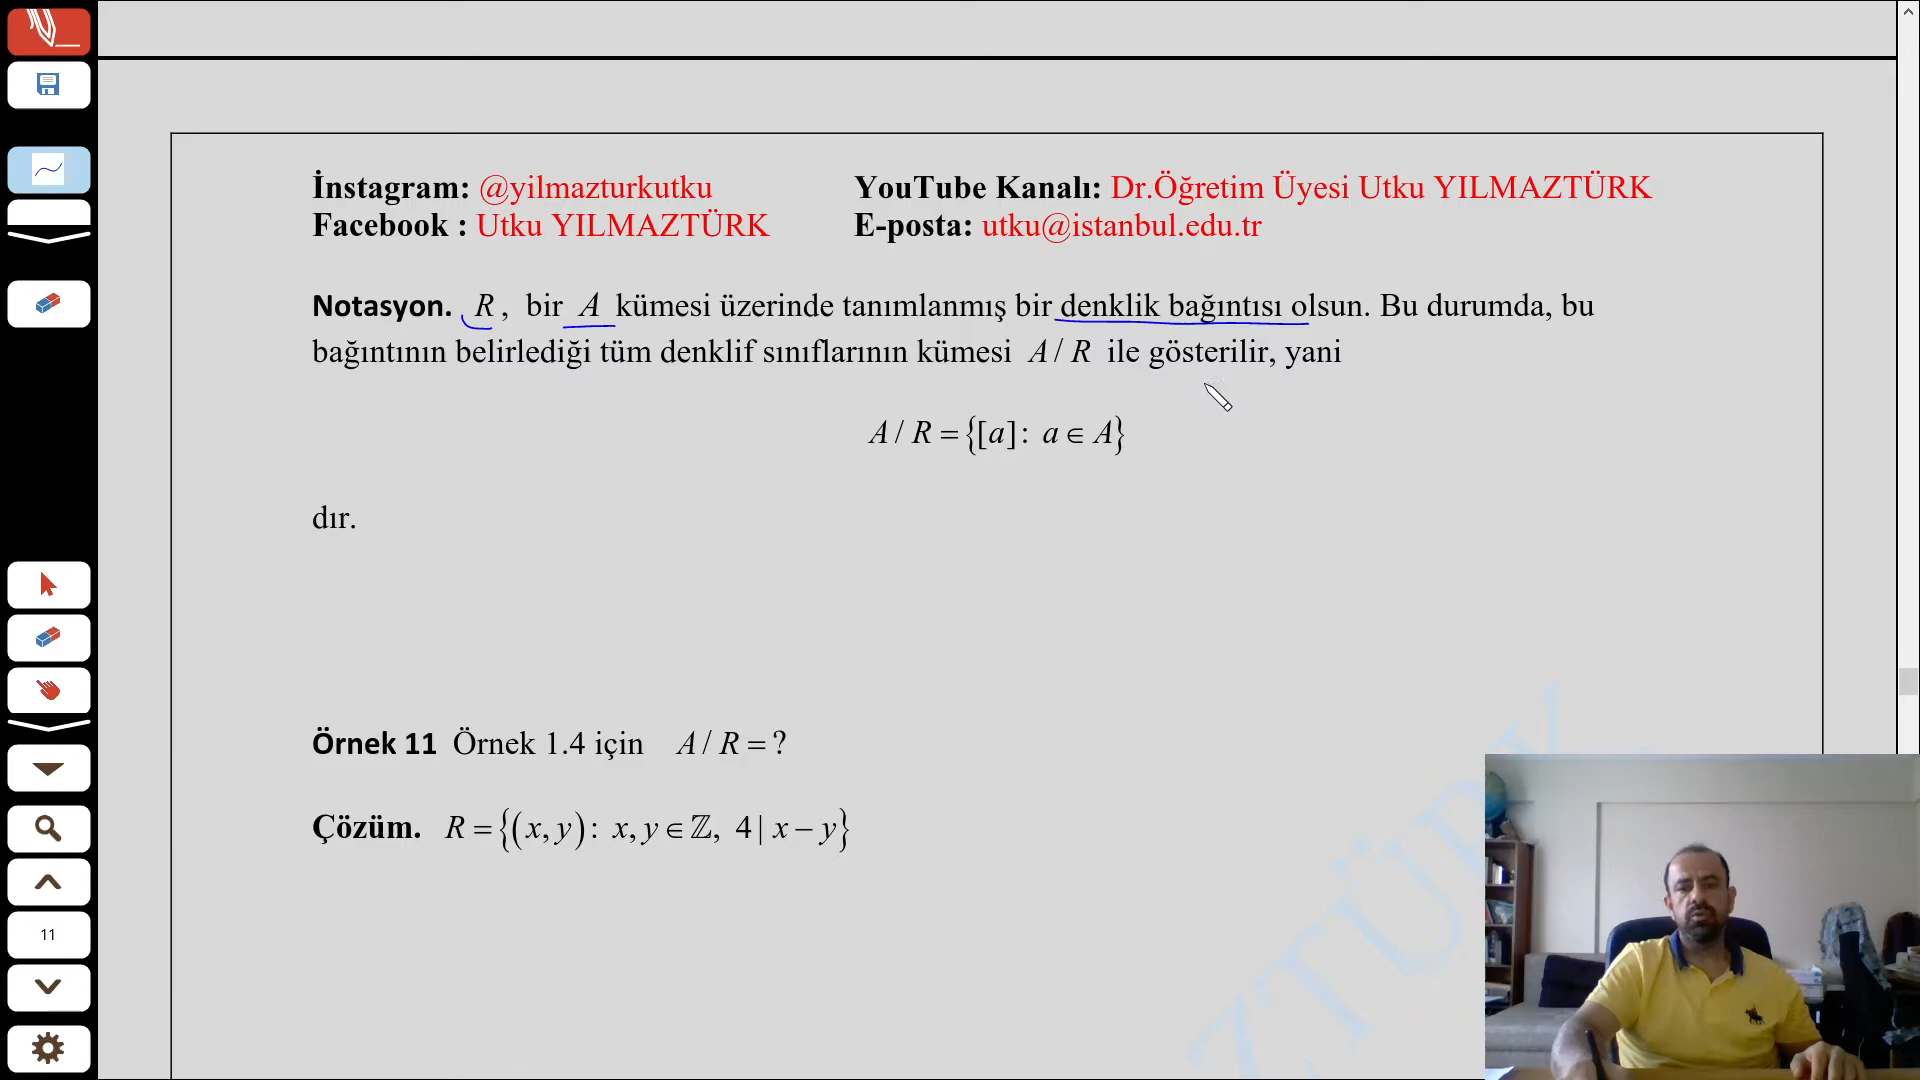 İnstagram: @yilmazturkutku YouTube Kanalı: Dr.Öğretim Üyesi Utku YILMAZTÜRK
Facebook : Utku YILMAZTÜRK E-posta: utku@istanbul.edu.tr
Notasyon. R, bir A kümesi üzerinde tanımlanmış bir denklik bağıntısı olsun. Bu durumda, bu
bağıntının belirlediği tüm denklif sınıflarının kümesi A / R ile gösterilir, yani
A / R = {[a]: a ∈ A}
dır.
Örnek 11 Örnek 1.4 için A / R = ?
Çözüm. R = {(x, y): x, y ∈ ℤ, 4 | x − y}
11